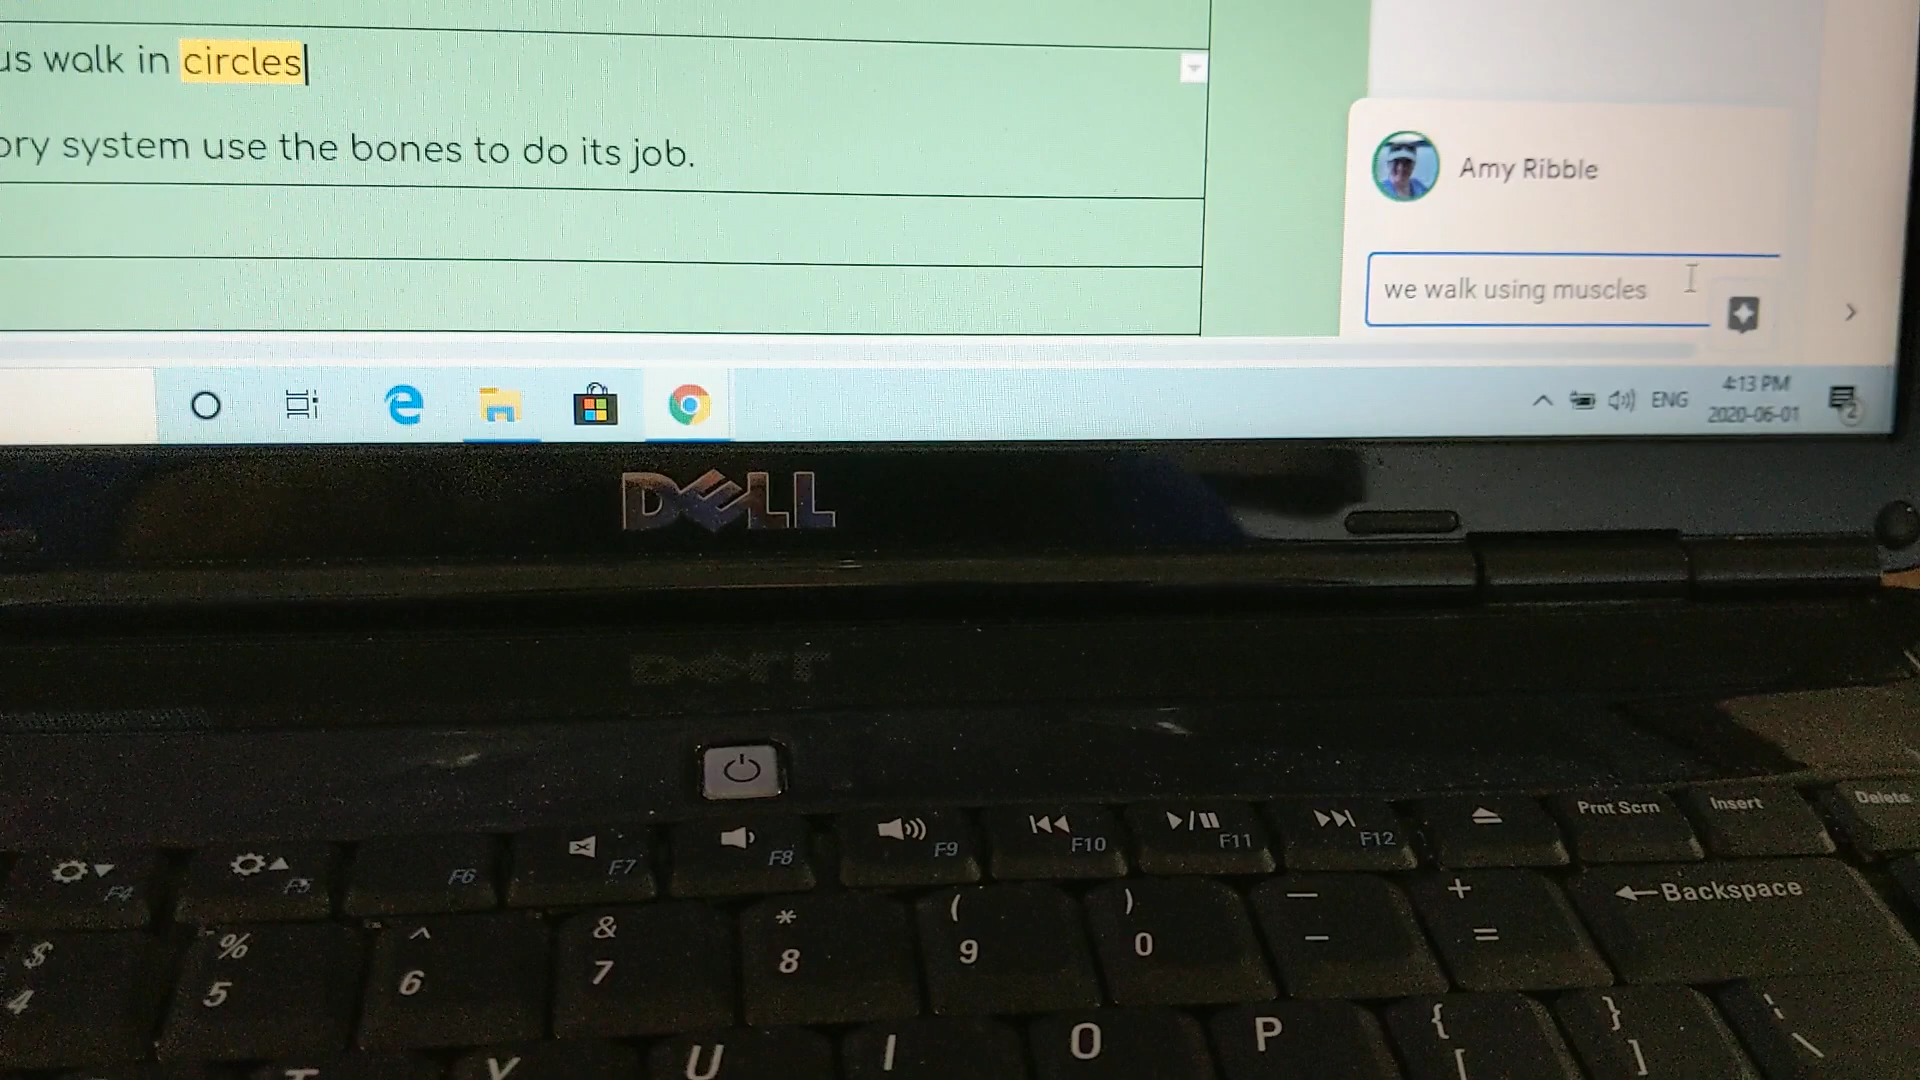 us walk in circles
ory system use the bones to do its job.
Amy Ribble
we walk using muscles
ENG
4:13 PM
2020-06-01
2
DELL
F4
F5
F6
F7
F8
F9
F10
F11
F12
Prnt Scrn
Insert
Delete
$ 4
% 5
^ 6
& 7
* 8
( 9
) 0
+ =
Backspace
Y
U
I
O
P
{ [
} ]
\